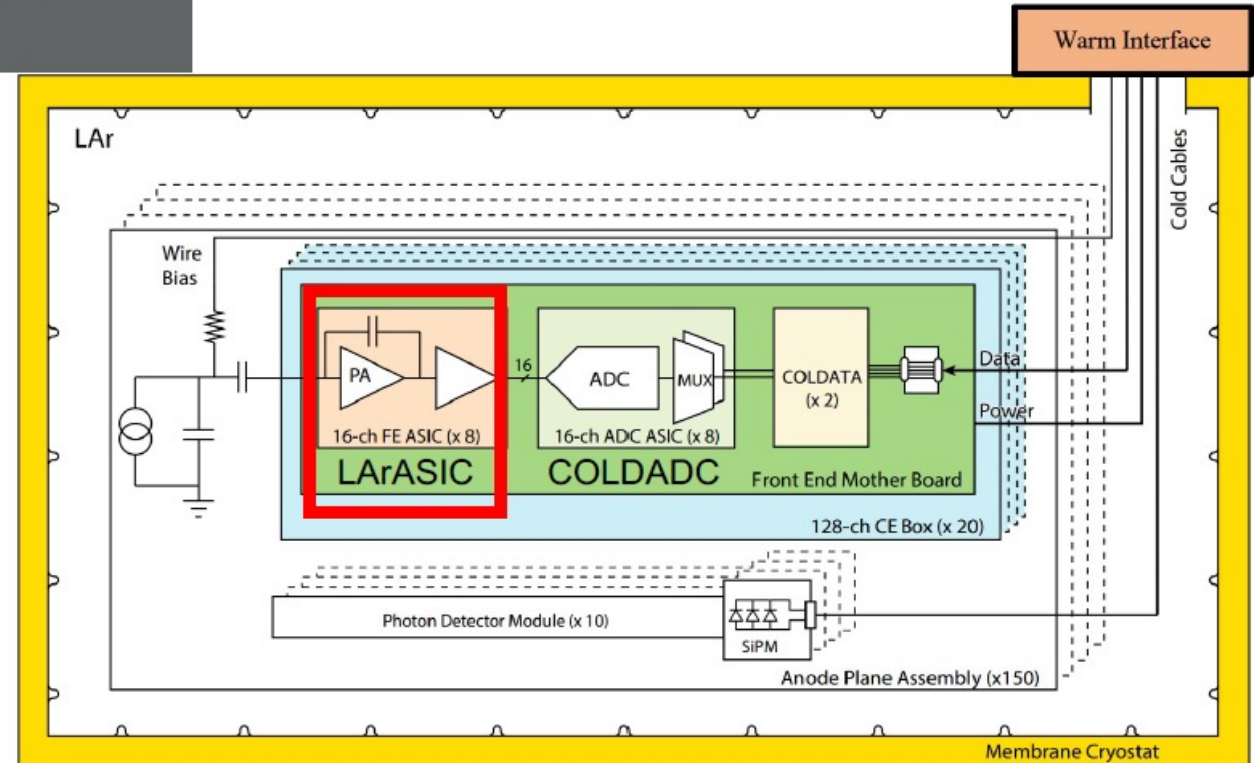 Warm Interface
LAr
Cold Cables
Wire
Bias
PA
16
ADC
MUX
COLDATA
(x 2)
Data
Power
16-ch FE ASIC (x 8)
16-ch ADC ASIC (x 8)
LArASIC
COLDADC
Front End Mother Board
128-ch CE Box (x 20)
Photon Detector Module (x 10)
SiPM
Anode Plane Assembly (x150)
Membrane Cryostat